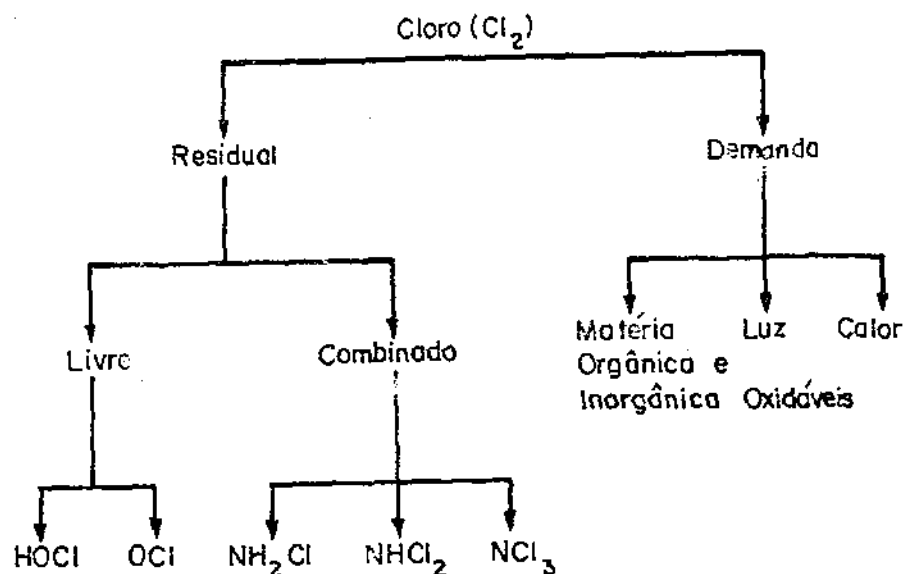 Cloro (Cl₂)
Residual
Demanda
Livre
Combinado
Matéria
Orgânica e
Inorgânica Oxidáveis
Luz
Calor
HOCl
OCl
NH₂Cl
NHCl₂
NCl₃